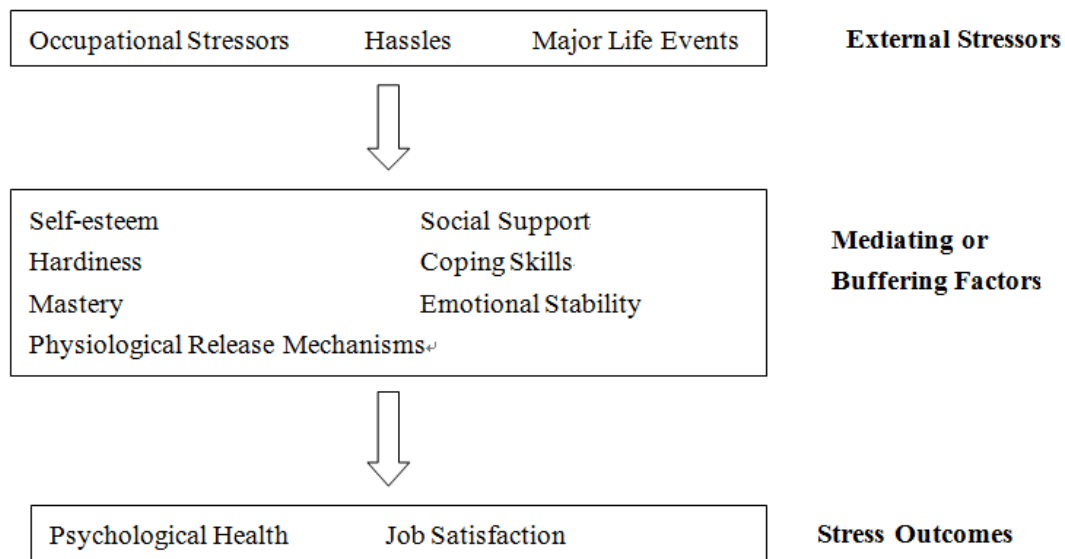 Occupational Stressors Hassles Major Life Events External Stressors
Self-esteem Social Support
Hardiness Coping Skills
Mastery Emotional Stability
Physiological Release Mechanisms↵
Mediating or
Buffering Factors
Psychological Health Job Satisfaction Stress Outcomes